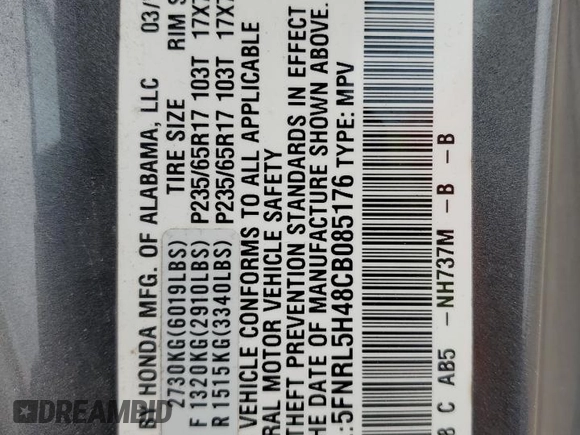 BY HONDA MFG. OF ALABAMA, LLC 03/
2730KG(6019LBS) TIRE SIZE RIM S
F 1320KG(2910LBS) P235/65R17 103T 17X7
R 1515KG(3340LBS) P235/65R17 103T 17X7
VEHICLE CONFORMS TO ALL APPLICABLE
ERAL MOTOR VEHICLE SAFETY
THEFT PREVENTION STANDARDS IN EFFECT
THE DATE OF MANUFACTURE SHOWN ABOVE.
.:5FNRL5H48CB085176 TYPE: MPV
B C AB5 -NH737M -B -B
DREAMBID